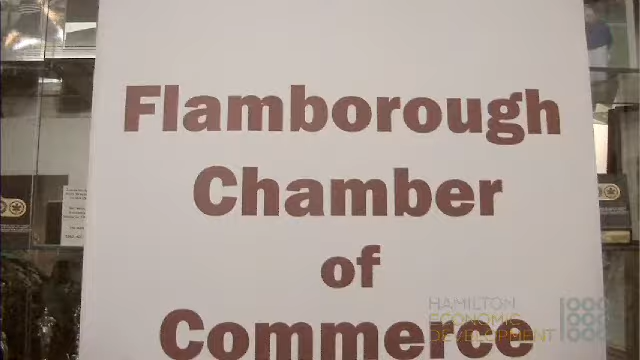 Flamborough
Chamber
of
Commerce
HAMILTON
ECONOMIC
DEVELOPMENT